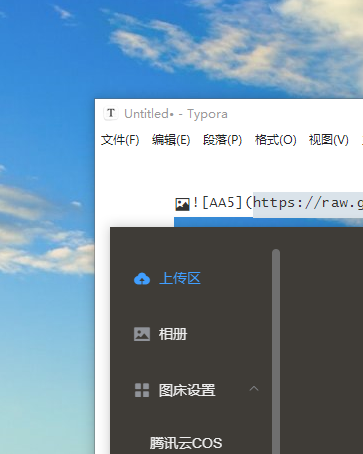 T Untitled• - Typora
文件(F) 编辑(E) 段落(P) 格式(O) 视图(V)
![AA5](https://raw.g
上传区
相册
图床设置
腾讯云COS